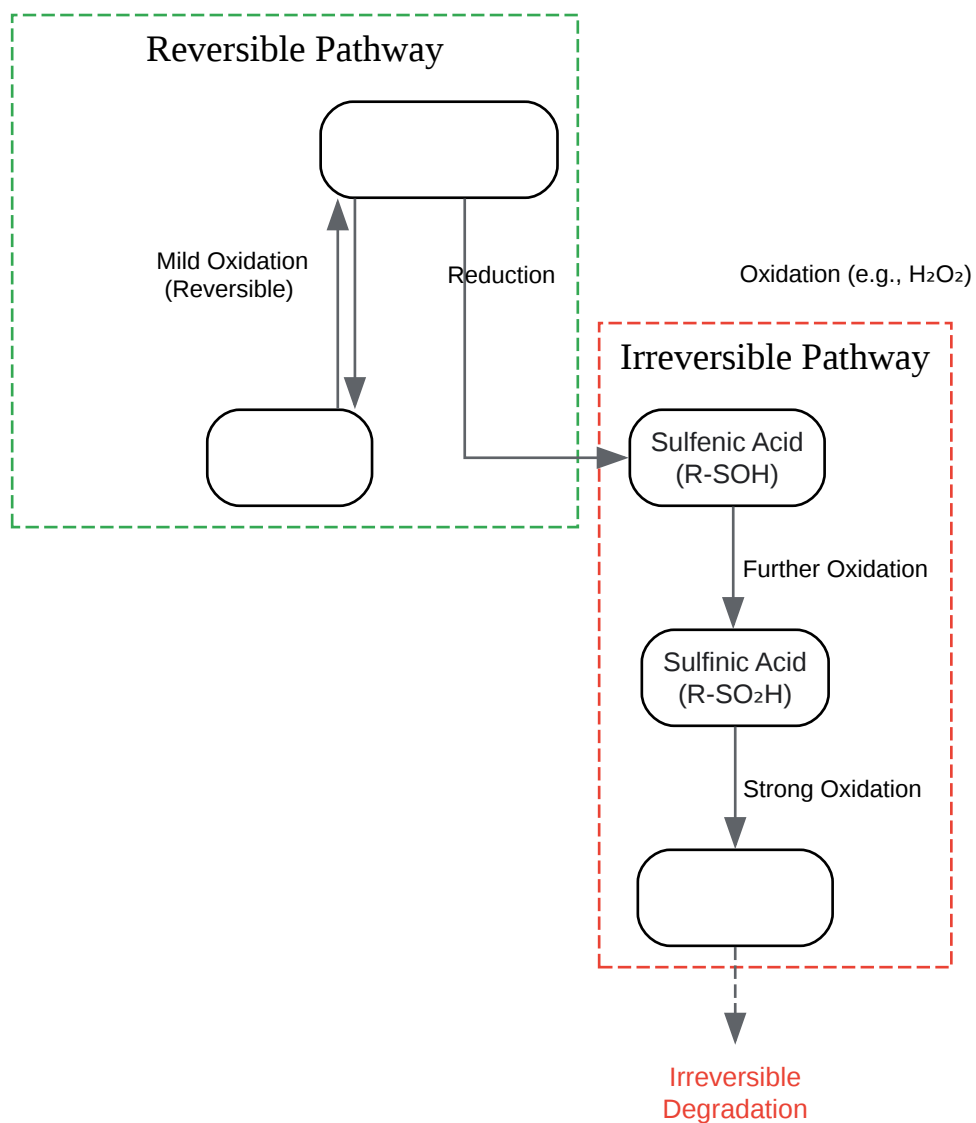 Reversible Pathway
Mild Oxidation
(Reversible)
Reduction
Oxidation (e.g., H₂O₂)
Irreversible Pathway
Sulfenic Acid
(R-SOH)
Further Oxidation
Sulfinic Acid
(R-SO₂H)
Strong Oxidation
Irreversible
Degradation